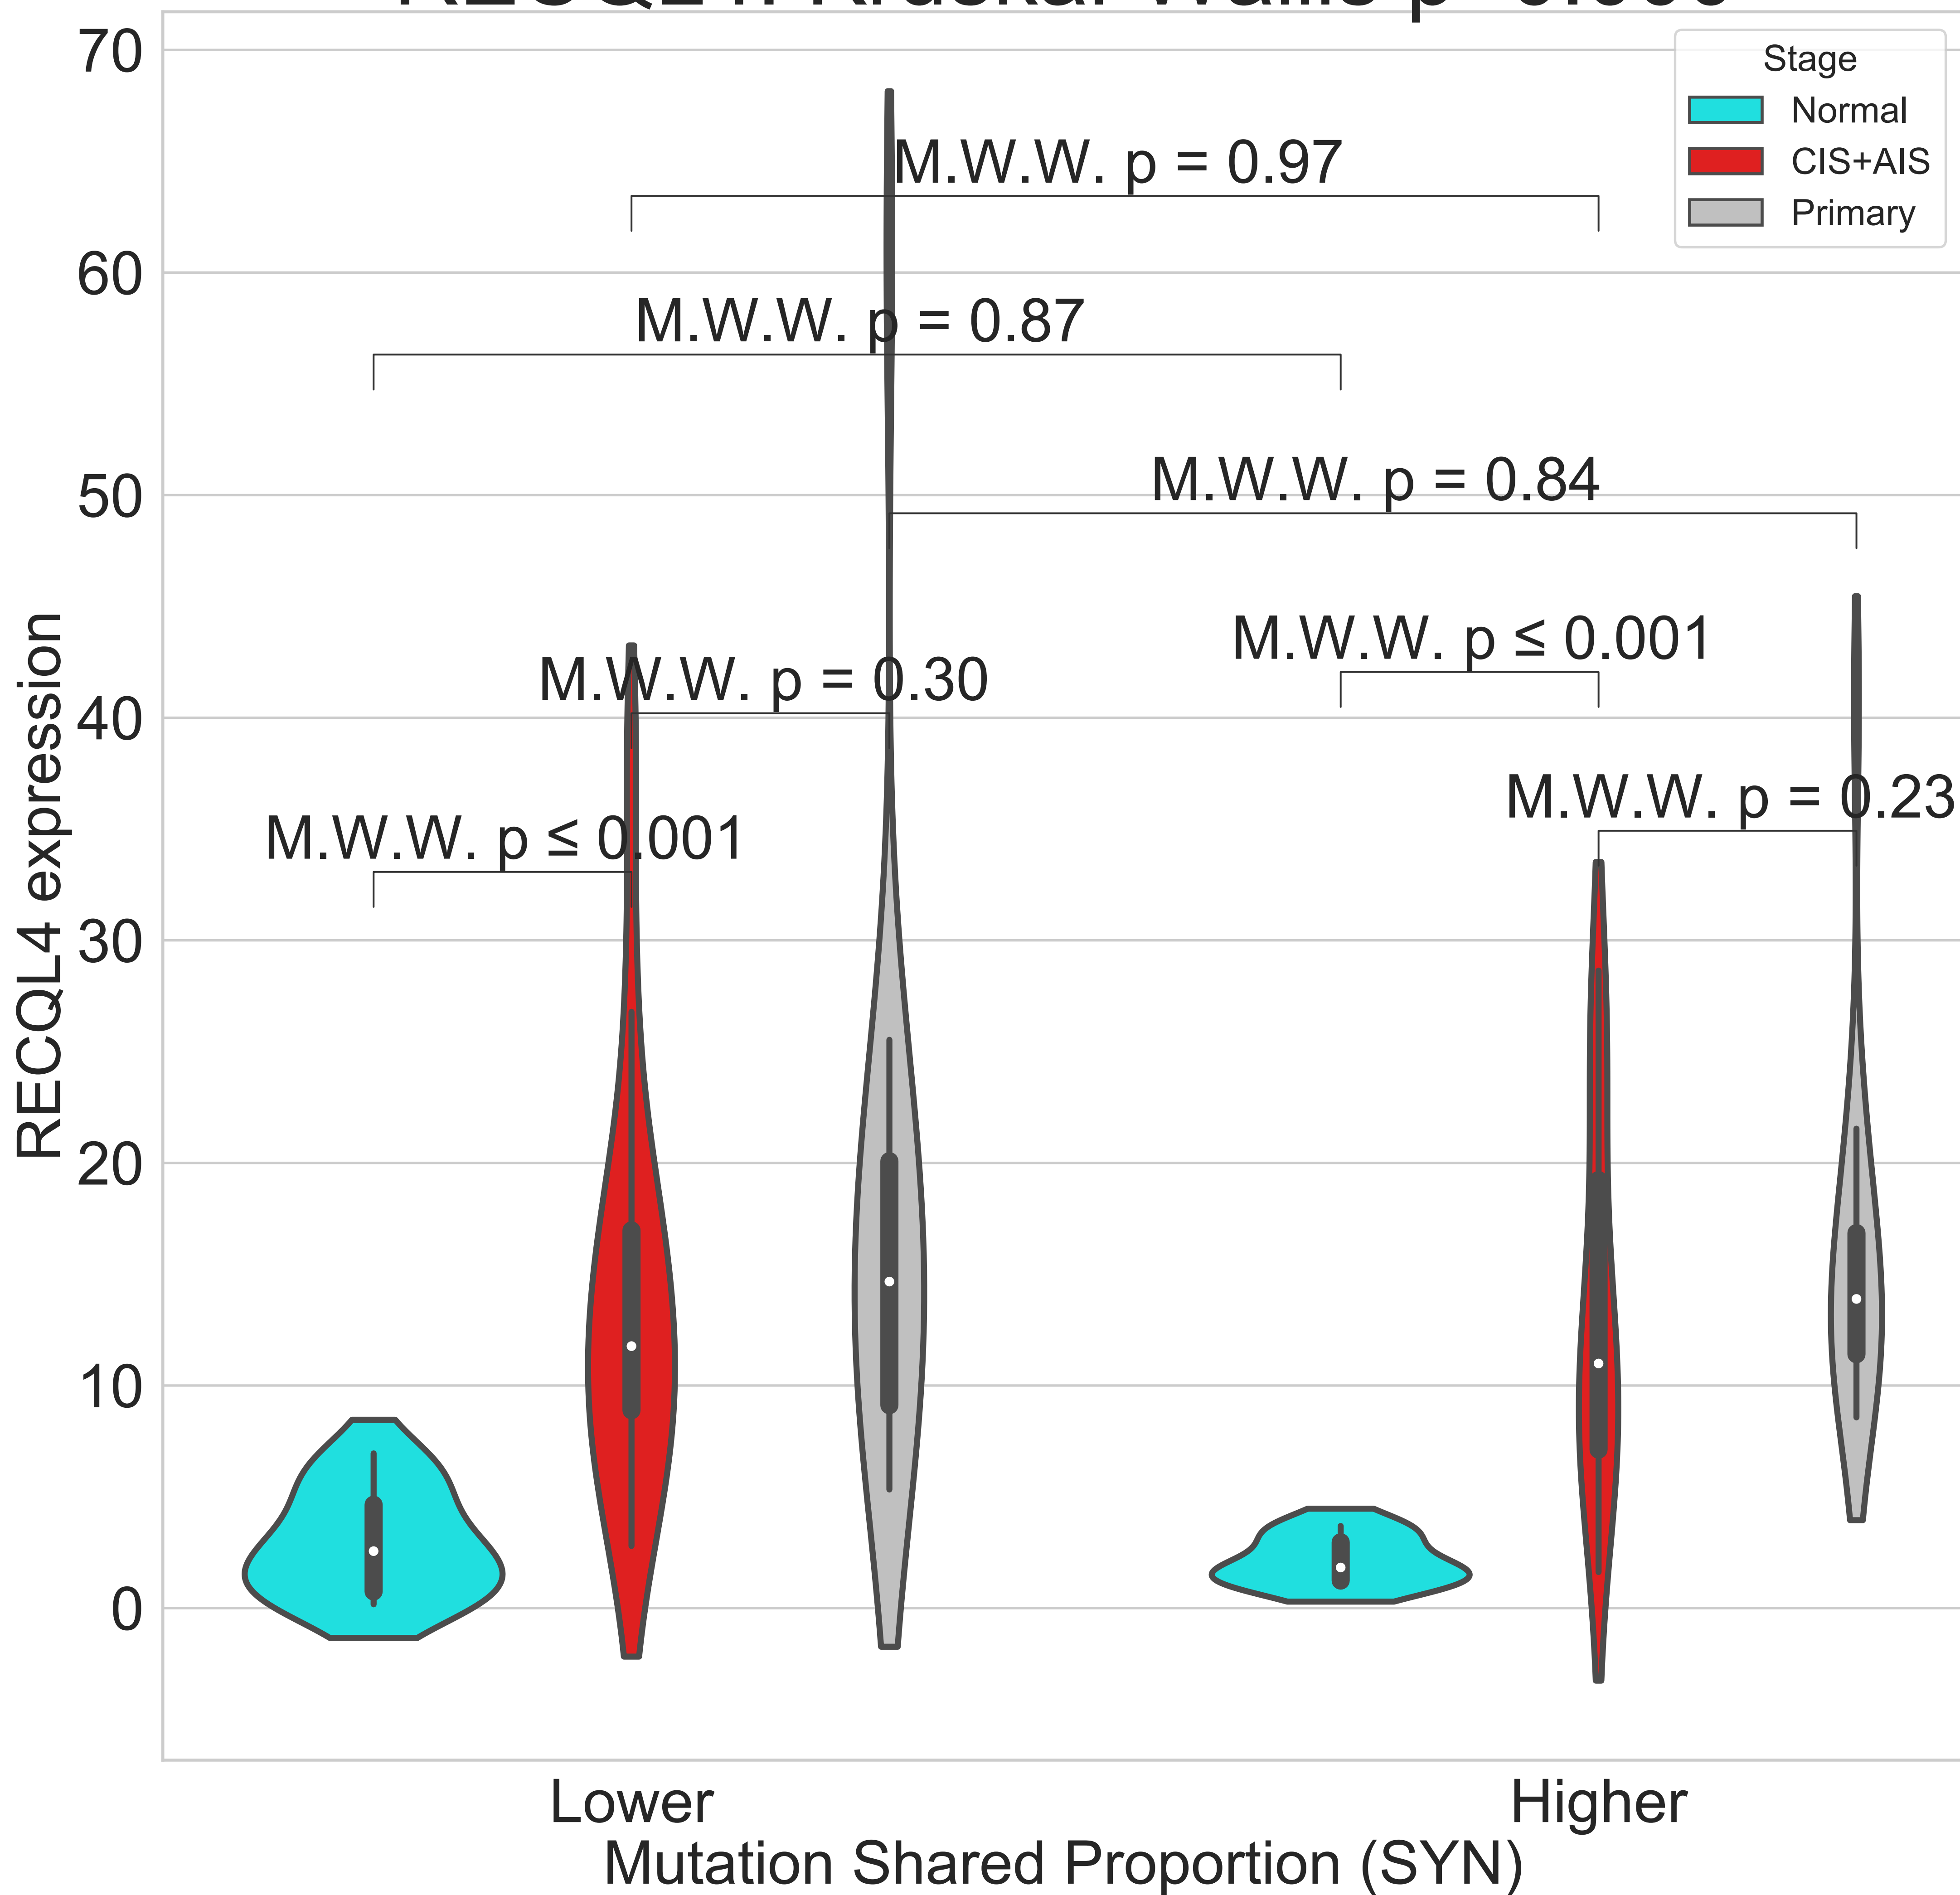 70
60
50
40
30
20
10
0
RECQL4 expression
Stage
Normal
CIS+AIS
Primary
M.W.W. p = 0.97
M.W.W. p = 0.87
M.W.W. p = 0.84
M.W.W. p ≤ 0.001
M.W.W. p = 0.30
M.W.W. p = 0.23
M.W.W. p ≤ 0.001
Lower
Higher
Mutation Shared Proportion (SYN)